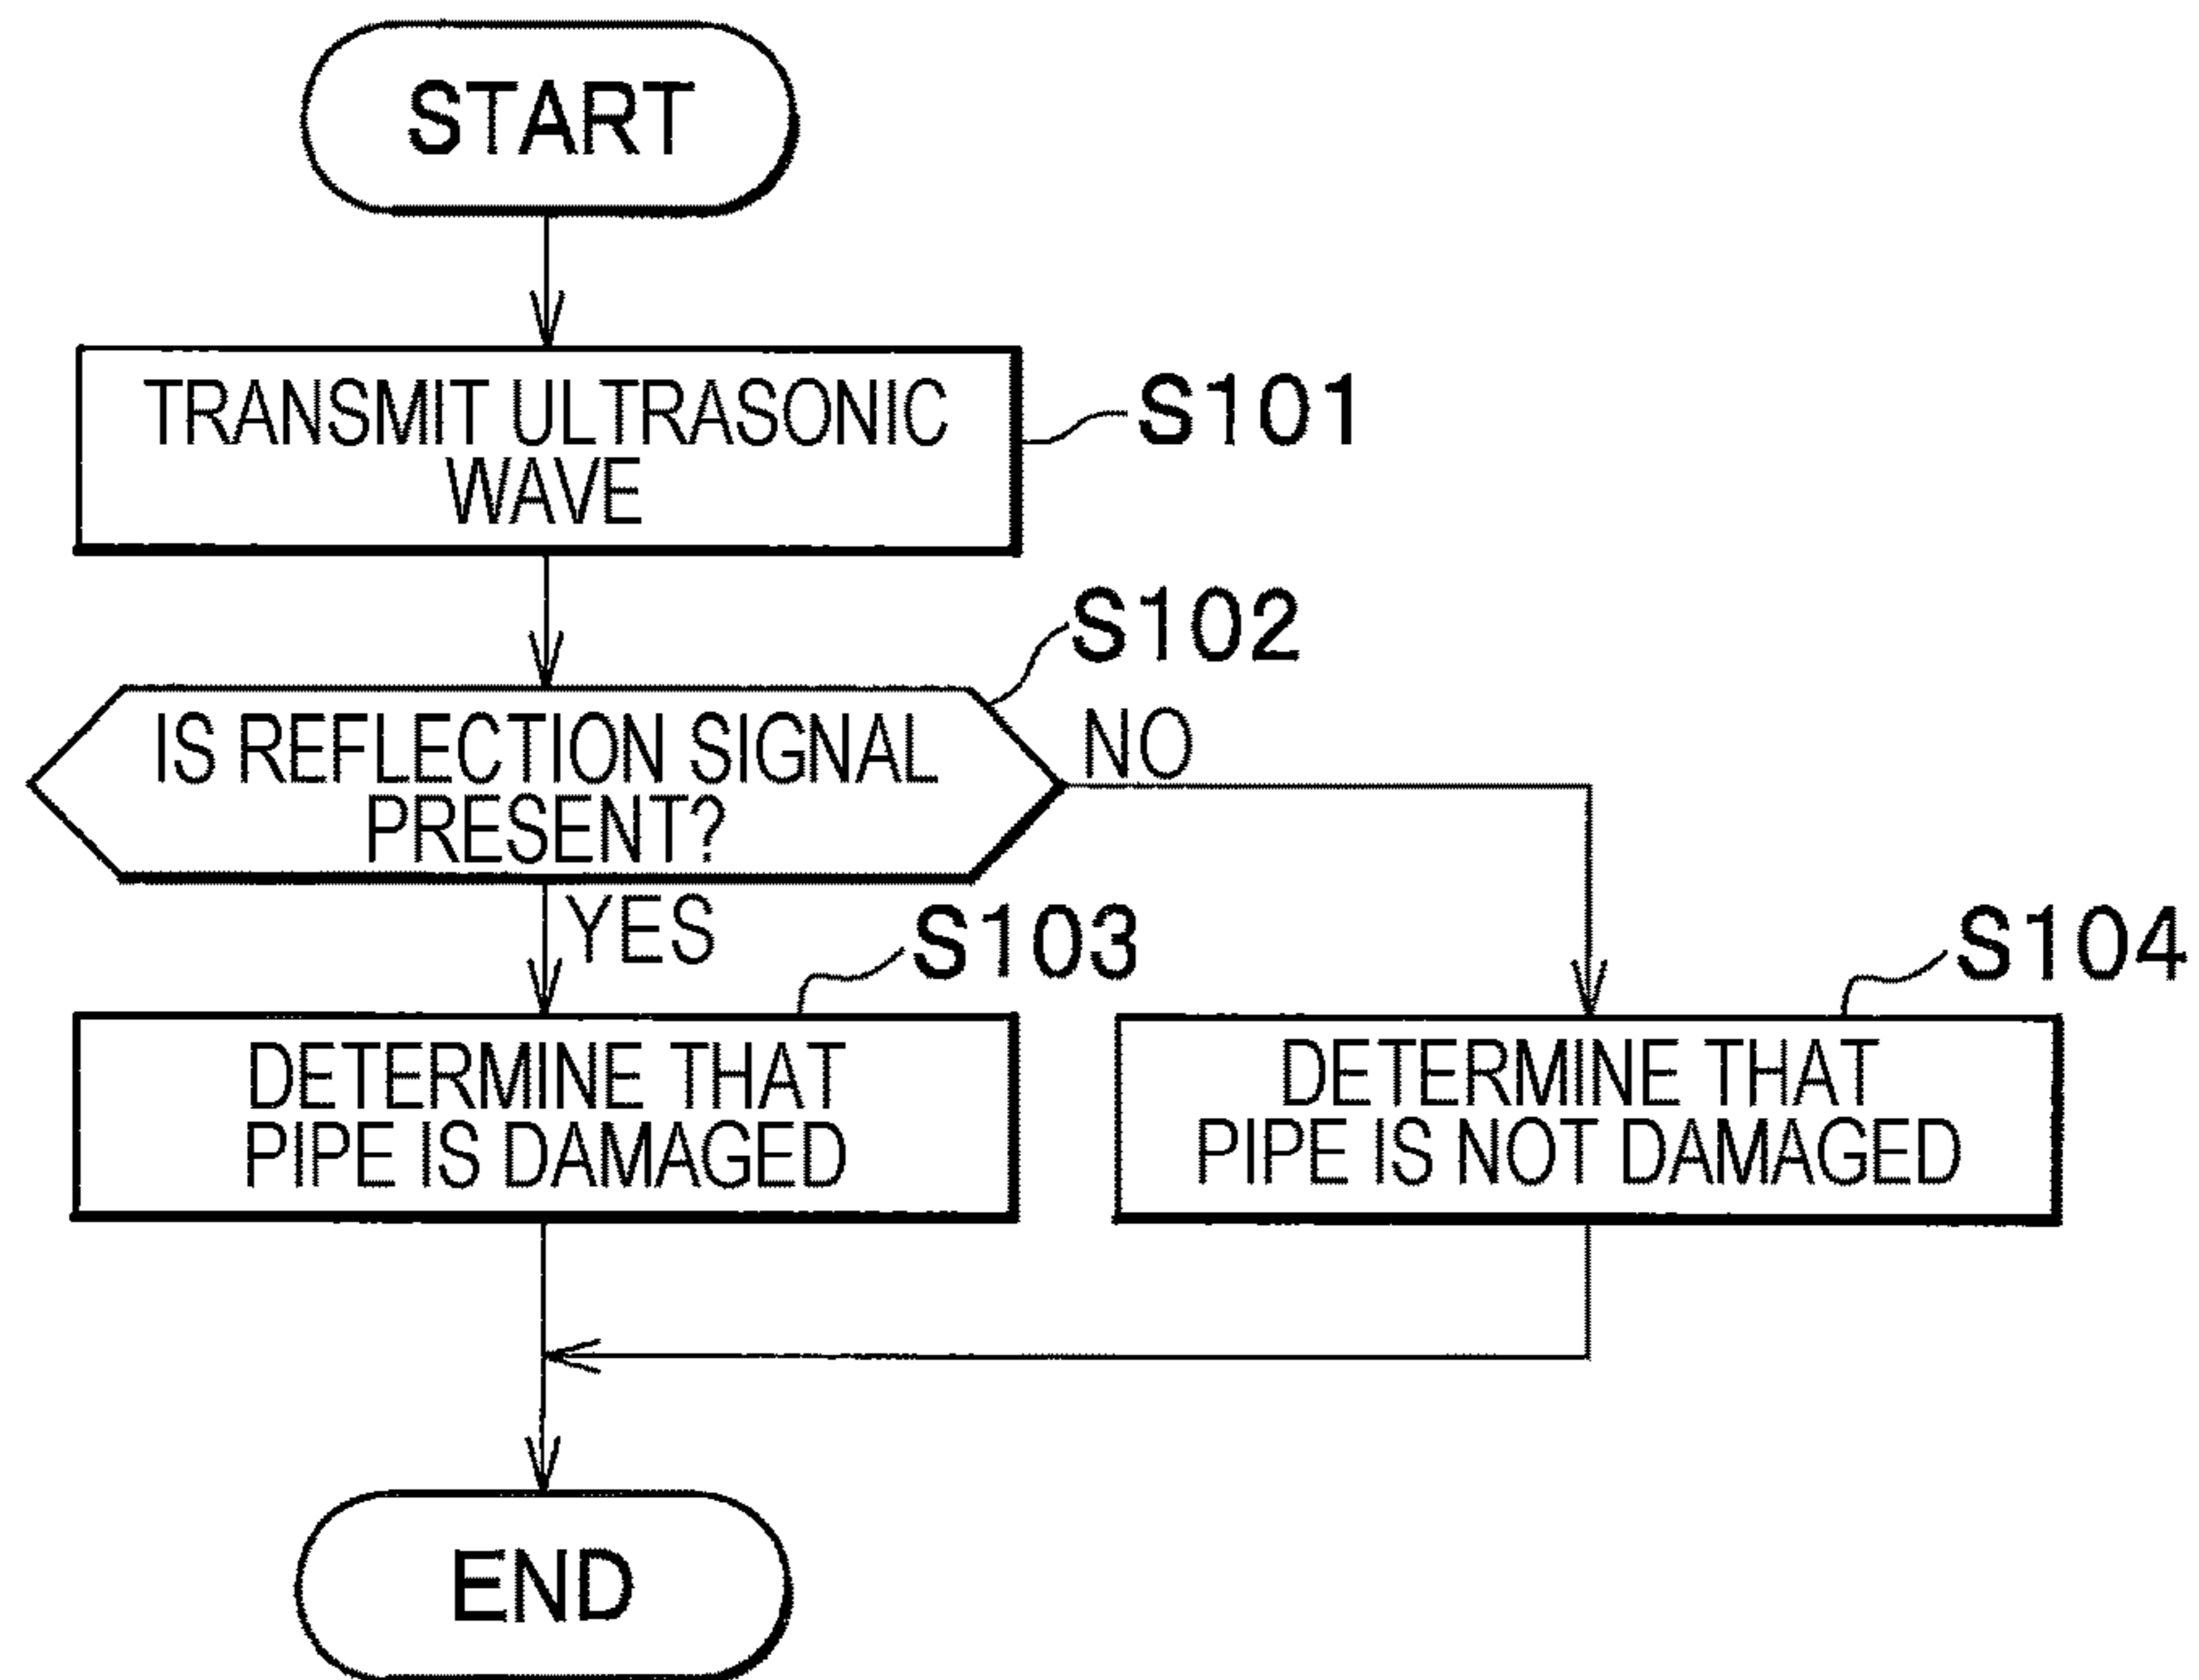 START
TRANSMIT ULTRASONIC
WAVE
S101
S102
IS REFLECTION SIGNAL
PRESENT?
NO
YES
S103
S104
DETERMINE THAT
PIPE IS DAMAGED
DETERMINE THAT
PIPE IS NOT DAMAGED
END